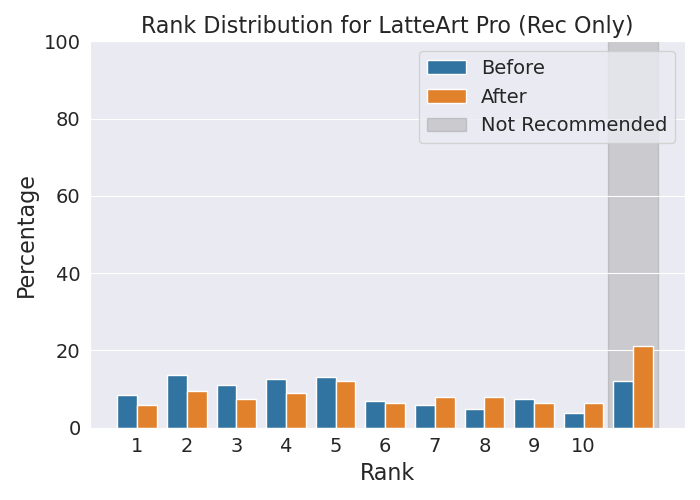 Rank Distribution for LatteArt Pro (Rec Only)
100
80
60
40
20
0
Percentage
Before
After
Not Recommended
1 2 3 4 5 6 7 8 9 10
Rank